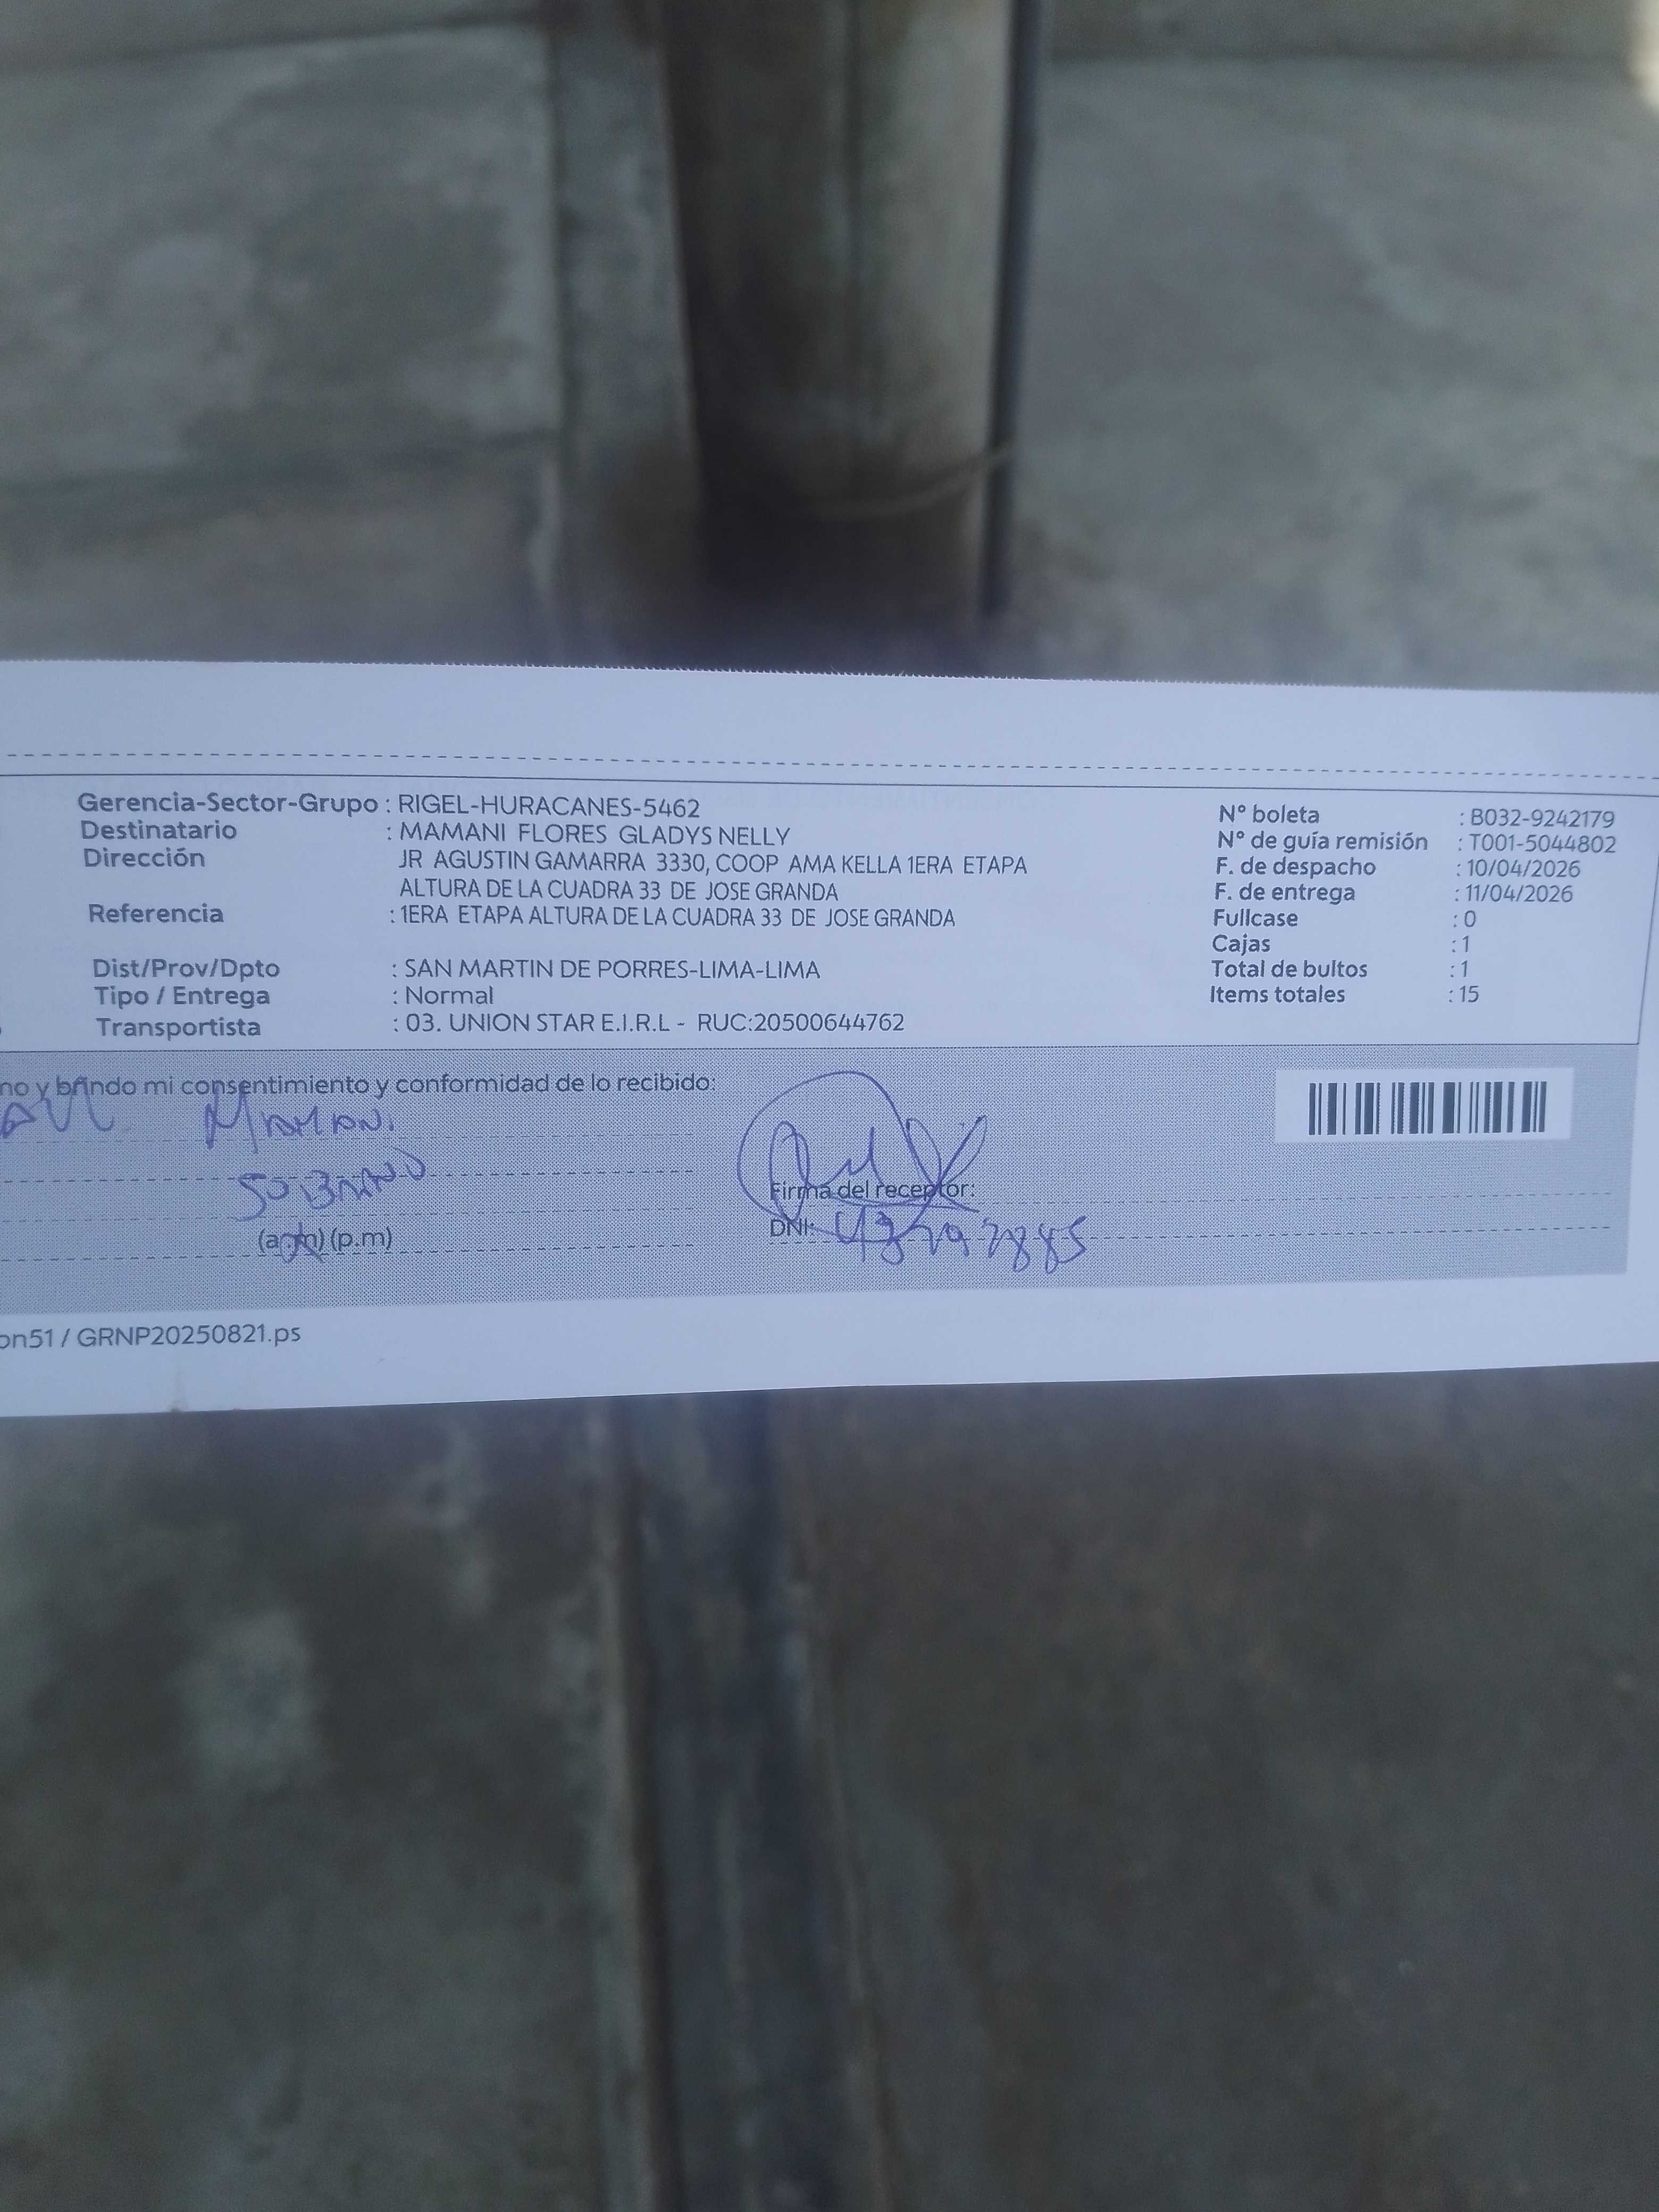 Gerencia-Sector-Grupo : RIGEL-HURACANES-5462
Destinatario : MAMANI FLORES GLADYS NELLY
Dirección JR AGUSTIN GAMARRA 3330, COOP AMA KELLA 1ERA ETAPA
ALTURA DE LA CUADRA 33 DE JOSE GRANDA
Referencia : 1ERA ETAPA ALTURA DE LA CUADRA 33 DE JOSE GRANDA
Dist/Prov/Dpto : SAN MARTIN DE PORRES-LIMA-LIMA
Tipo / Entrega : Normal
Transportista : 03. UNION STAR E.I.R.L - RUC:20500644762
N° boleta : B032-9242179
N° de guía remisión : T001-5044802
F. de despacho : 10/04/2026
F. de entrega : 11/04/2026
Fullcase : 0
Cajas : 1
Total de bultos : 1
Items totales : 15
no y brindo mi consentimiento y conformidad de lo recibido:
Mamani
Firma del receptor:
(a.m) (p.m)
DNI:
on51 / GRNP20250821.ps